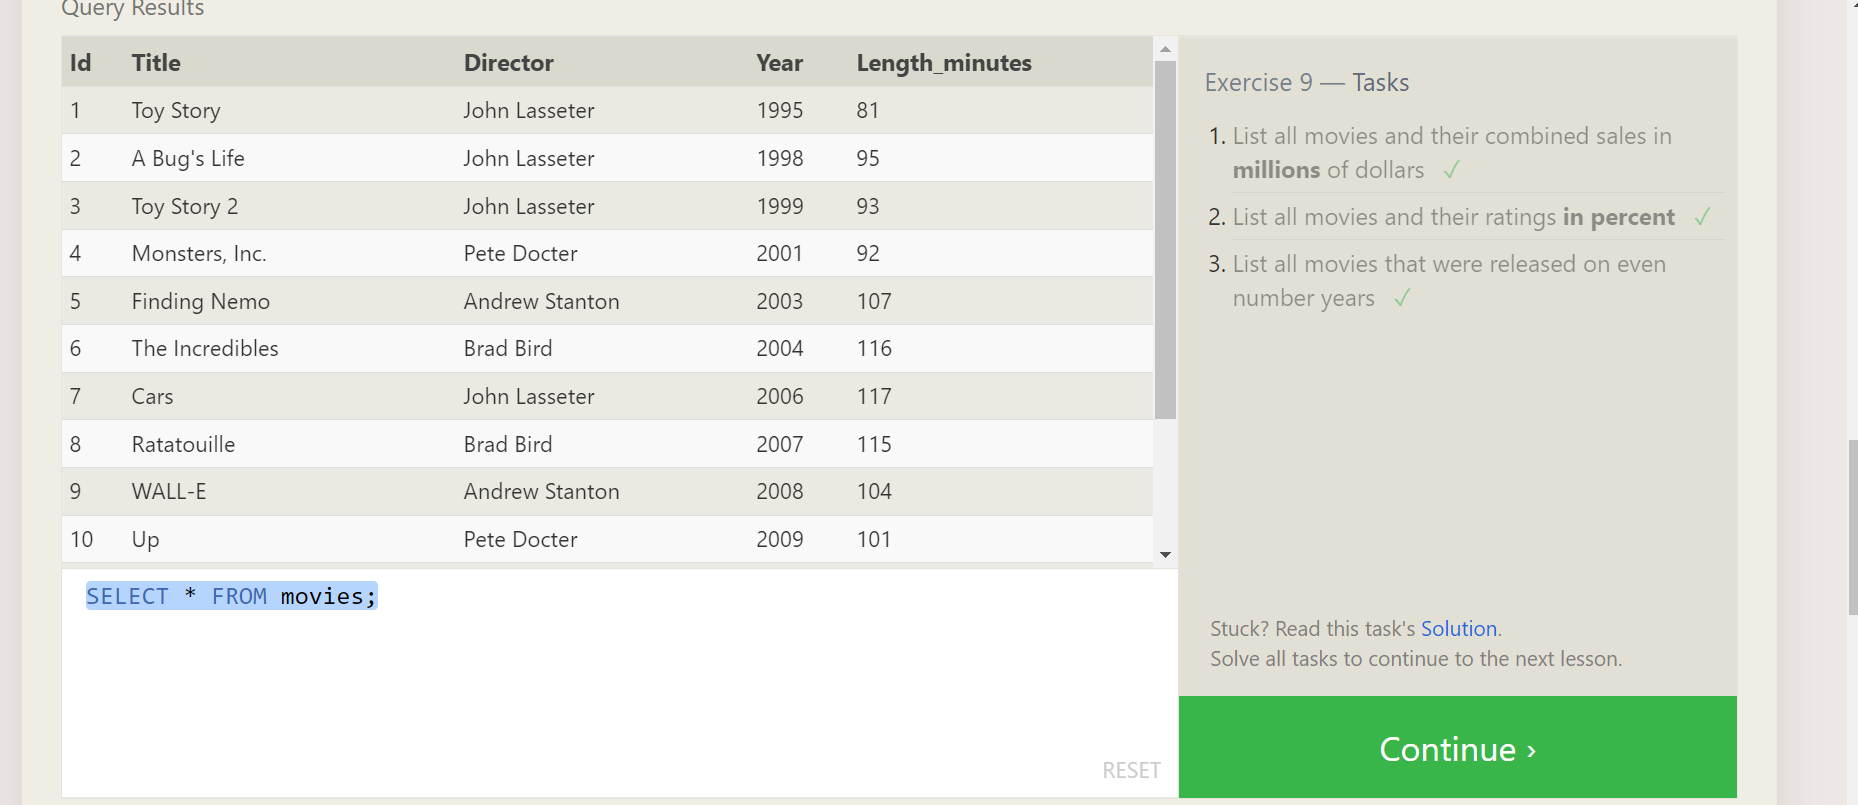 Query Results
Id Title Director Year Length_minutes
1 Toy Story John Lasseter 1995 81
2 A Bug's Life John Lasseter 1998 95
3 Toy Story 2 John Lasseter 1999 93
4 Monsters, Inc. Pete Docter 2001 92
5 Finding Nemo Andrew Stanton 2003 107
6 The Incredibles Brad Bird 2004 116
7 Cars John Lasseter 2006 117
8 Ratatouille Brad Bird 2007 115
9 WALL-E Andrew Stanton 2008 104
10 Up Pete Docter 2009 101
SELECT * FROM movies;
RESET
Exercise 9 — Tasks
1. List all movies and their combined sales in
millions of dollars ✓
2. List all movies and their ratings in percent ✓
3. List all movies that were released on even
number years ✓
Stuck? Read this task's Solution.
Solve all tasks to continue to the next lesson.
Continue ›